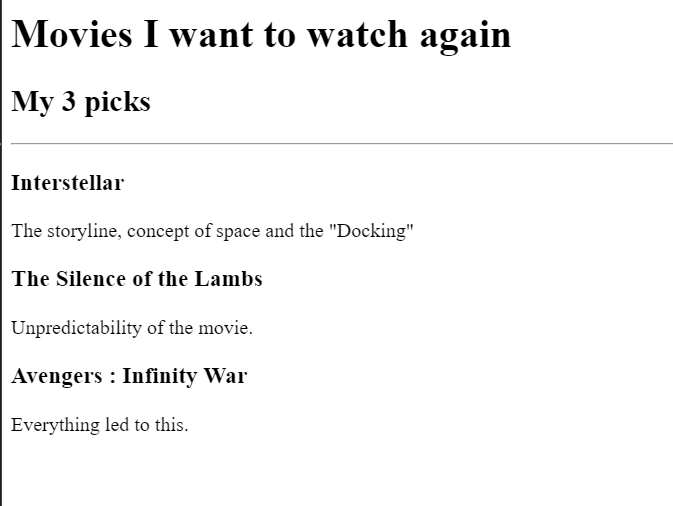 Movies I want to watch again
My 3 picks
Interstellar
The storyline, concept of space and the "Docking"
The Silence of the Lambs
Unpredictability of the movie.
Avengers : Infinity War
Everything led to this.